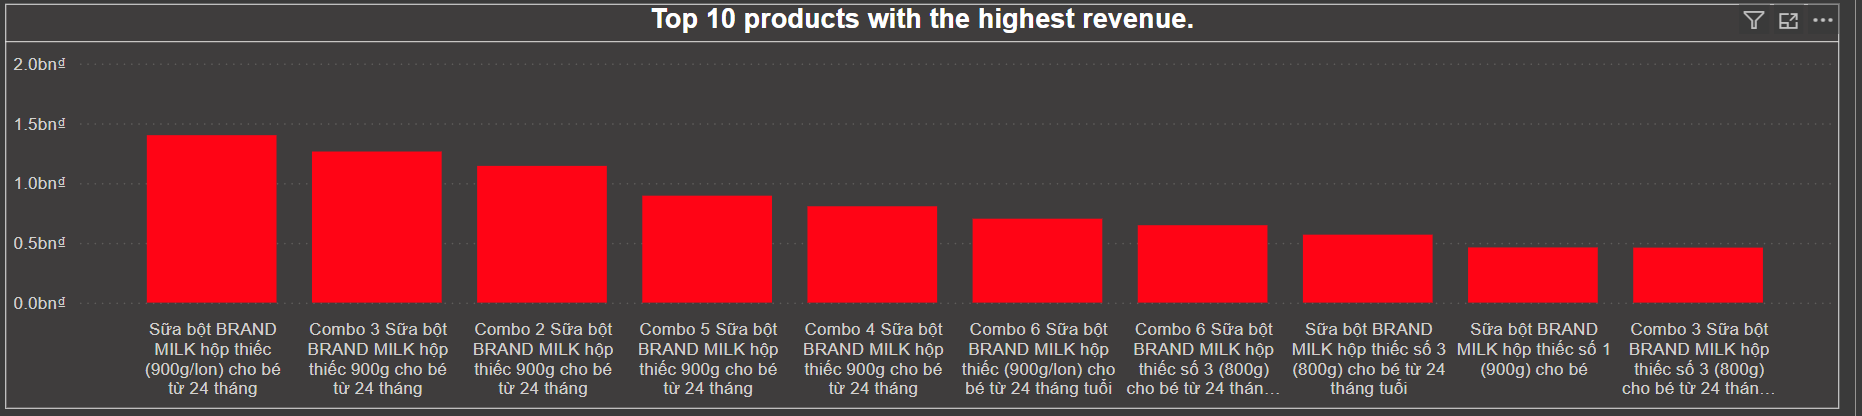 Top 10 products with the highest revenue.
2.0bn₫
1.5bn₫
1.0bn₫
0.5bn₫
0.0bn₫
Sữa bột BRAND
MILK hộp thiếc
(900g/lon) cho bé
từ 24 tháng
Combo 3 Sữa bột
BRAND MILK hộp
thiếc 900g cho bé
từ 24 tháng
Combo 2 Sữa bột
BRAND MILK hộp
thiếc 900g cho bé
từ 24 tháng
Combo 5 Sữa bột
BRAND MILK hộp
thiếc 900g cho bé
từ 24 tháng
Combo 4 Sữa bột
BRAND MILK hộp
thiếc 900g cho bé
từ 24 tháng
Combo 6 Sữa bột
BRAND MILK hộp
thiếc (900g/lon) cho
bé từ 24 tháng tuổi
Combo 6 Sữa bột
BRAND MILK hộp
thiếc số 3 (800g)
cho bé từ 24 thán…
Sữa bột BRAND
MILK hộp thiếc số 3
(800g) cho bé từ 24
tháng tuổi
Sữa bột BRAND
MILK hộp thiếc số 1
(900g) cho bé
Combo 3 Sữa bột
BRAND MILK hộp
thiếc số 3 (800g)
cho bé từ 24 thán…